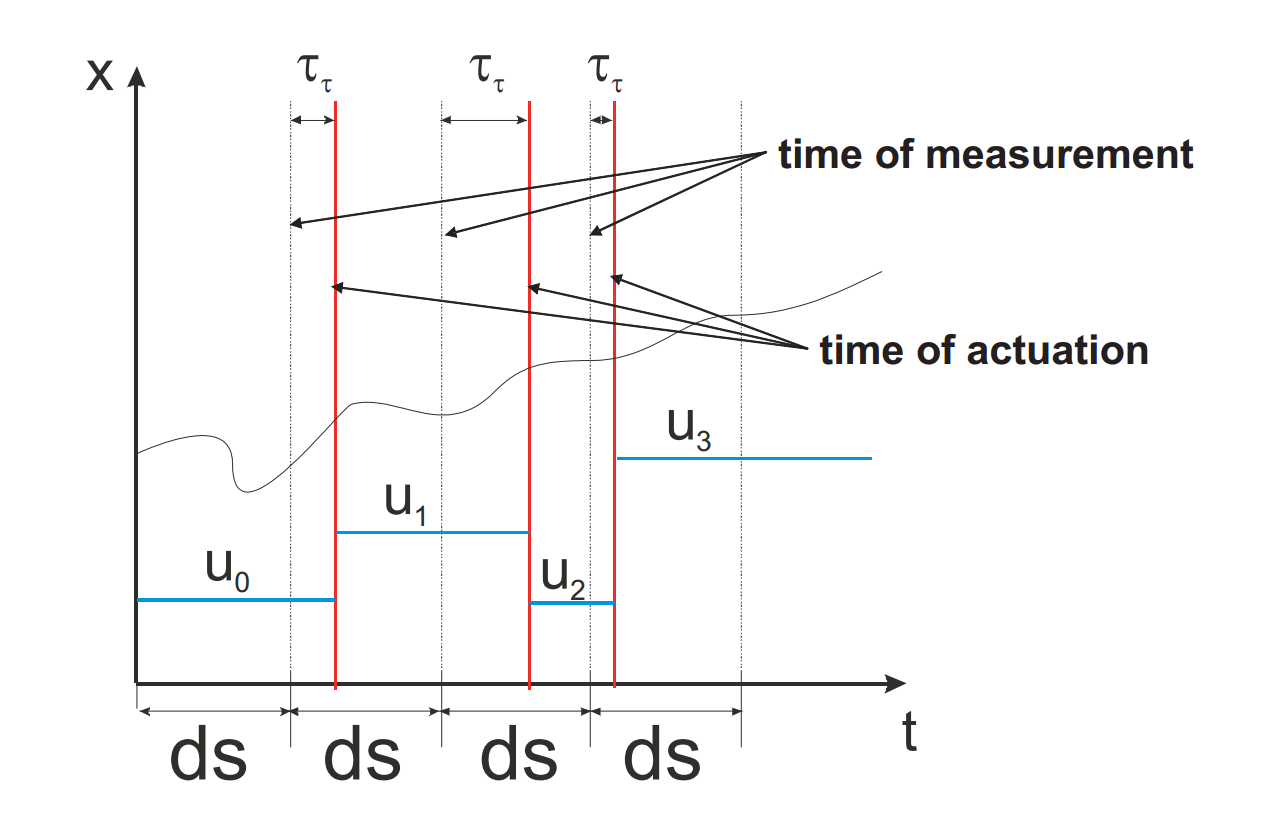 x
τ_τ
τ_τ
τ_τ
time of measurement
time of actuation
u_3
u_1
u_0
u_2
t
ds
ds
ds
ds